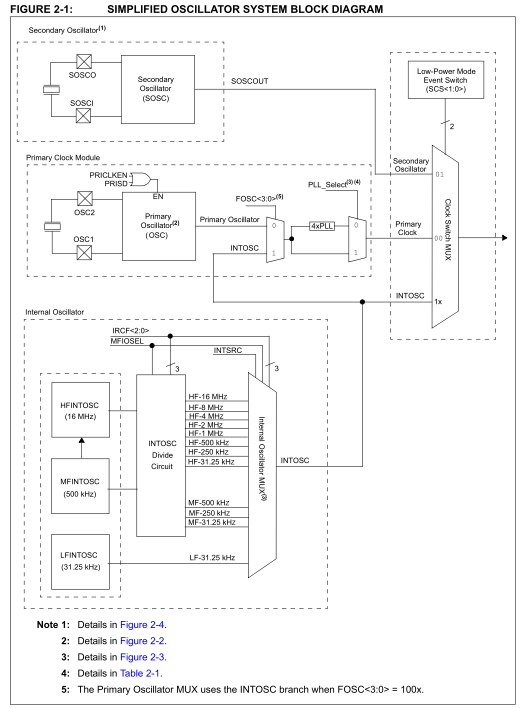 FIGURE 2-1: SIMPLIFIED OSCILLATOR SYSTEM BLOCK DIAGRAM
Secondary Oscillator(1)
SOSCO
SOSCI
Secondary
Oscillator
(SOSC)
SOSCOUT
Low-Power Mode
Event Switch
(SCS<1:0>)
2
Secondary
Oscillator
01
Primary Clock Module
PRICLKEN
PRISD
EN
OSC2
OSC1
Primary
Oscillator(2)
(OSC)
Primary Oscillator
INTOSC
FOSC<3:0>(5)
0
1
PLL_Select(3) (4)
4xPLL
0
1
Primary
Clock
00
INTOSC
1x
Clock Switch MUX
Internal Oscillator
IRCF<2:0>
MFIOSEL
INTSRC
3
3
HFINTOSC
(16 MHz)
MFINTOSC
(500 kHz)
LFINTOSC
(31.25 kHz)
INTOSC
Divide
Circuit
HF-16 MHz
HF-8 MHz
HF-4 MHz
HF-2 MHz
HF-1 MHz
HF-500 kHz
HF-250 kHz
HF-31.25 kHz
MF-500 kHz
MF-250 kHz
MF-31.25 kHz
LF-31.25 kHz
Internal Oscillator MUX(3)
INTOSC
Note 1: Details in Figure 2-4.
2: Details in Figure 2-2.
3: Details in Figure 2-3.
4: Details in Table 2-1.
5: The Primary Oscillator MUX uses the INTOSC branch when FOSC<3:0> = 100x.